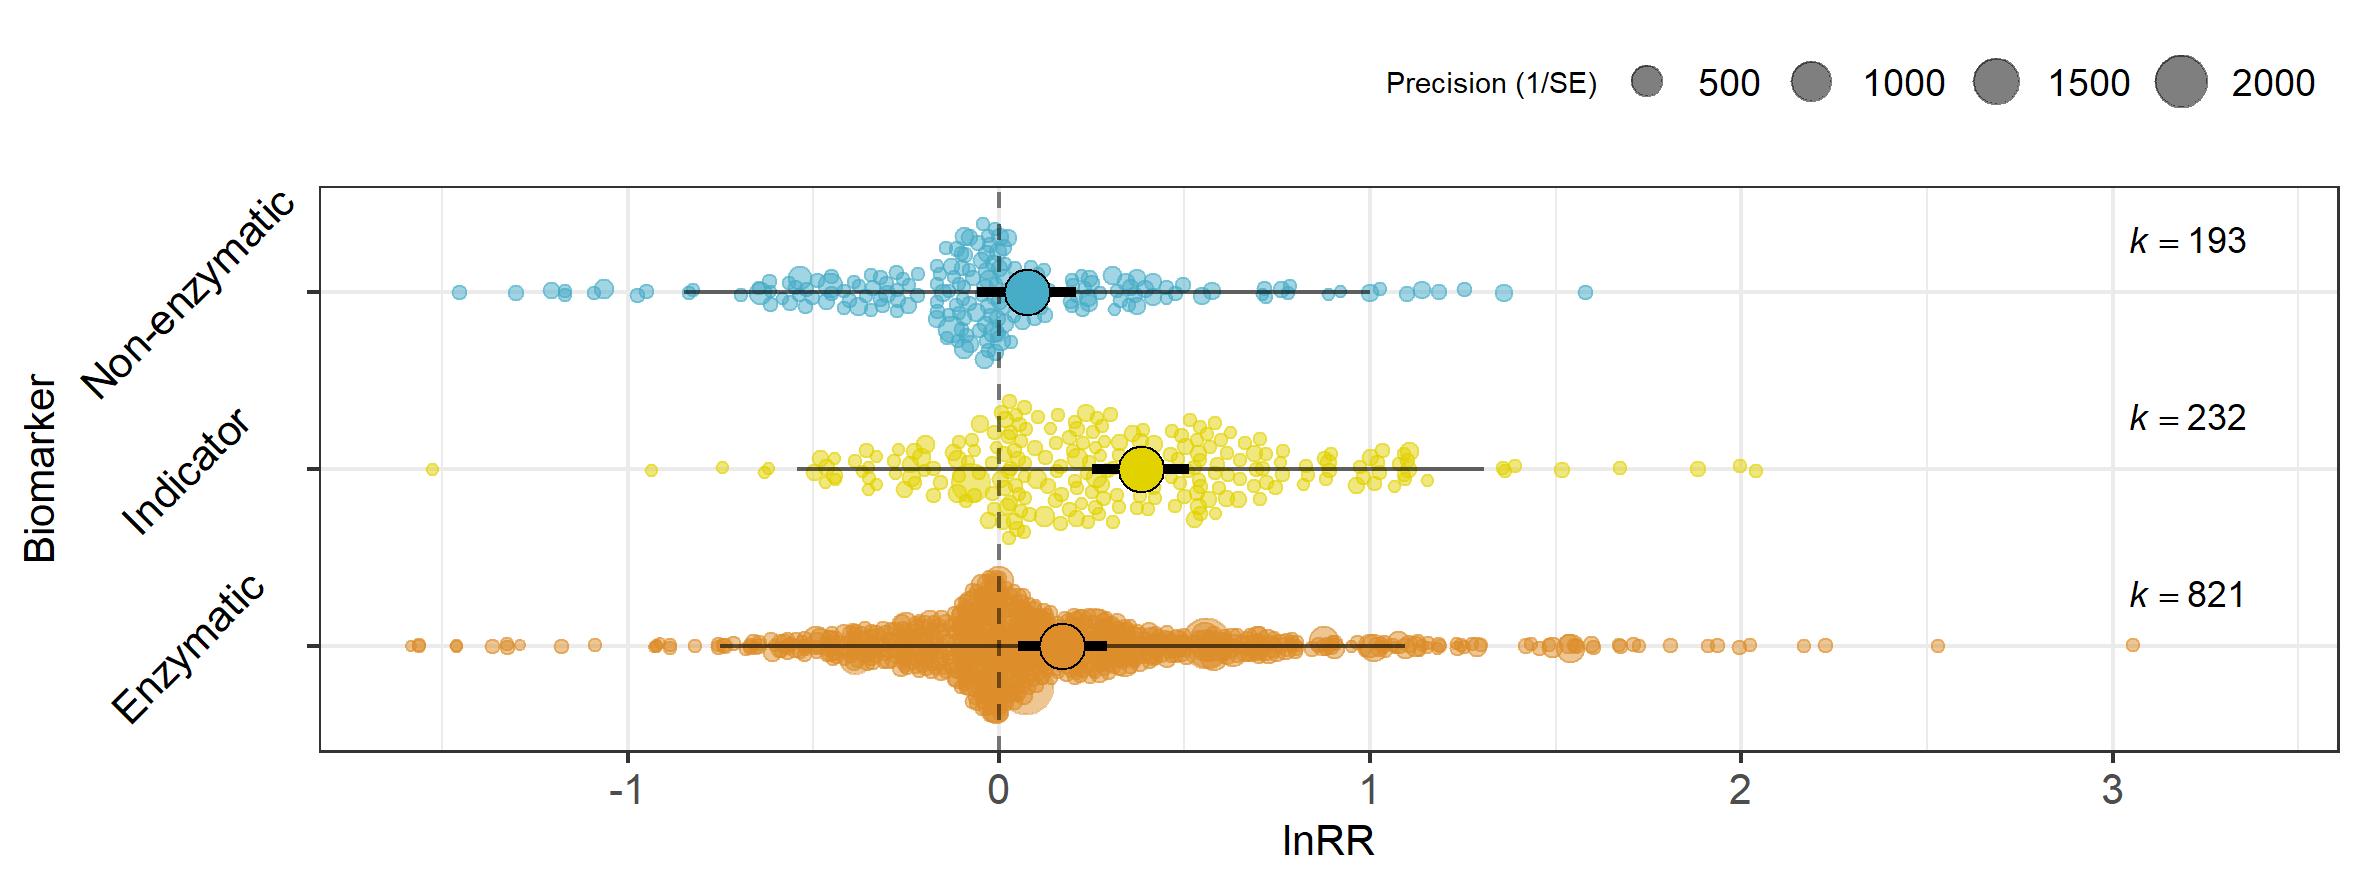 Precision (1/SE) 500 1000 1500 2000
Biomarker
Non-enzymatic
k = 193
Indicator
k = 232
Enzymatic
k = 821
-1 0 1 2 3
lnRR